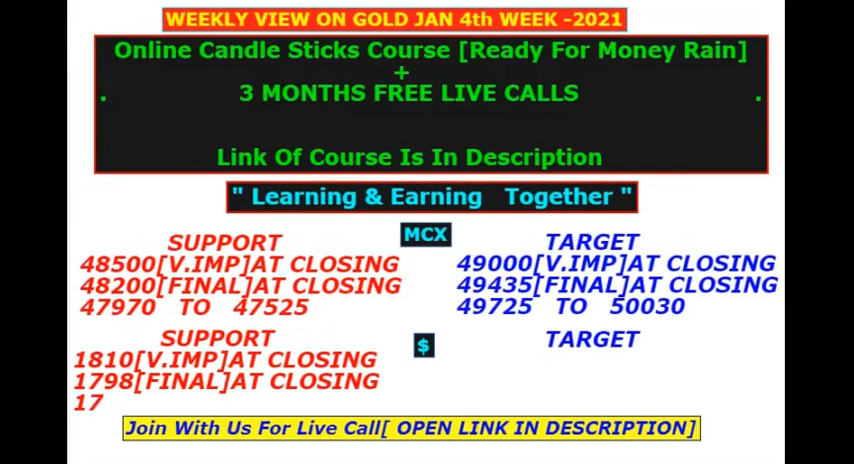 WEEKLY VIEW ON GOLD JAN 4th WEEK -2021
Online Candle Sticks Course [Ready For Money Rain]
+
. 3 MONTHS FREE LIVE CALLS .
Link Of Course Is In Description
" Learning & Earning Together "
MCX
SUPPORT
48500[V.IMP]AT CLOSING
48200[FINAL]AT CLOSING
47970 TO 47525
TARGET
49000[V.IMP]AT CLOSING
49435[FINAL]AT CLOSING
49725 TO 50030
$
SUPPORT
1810[V.IMP]AT CLOSING
1798[FINAL]AT CLOSING
17
TARGET
Join With Us For Live Call[ OPEN LINK IN DESCRIPTION]